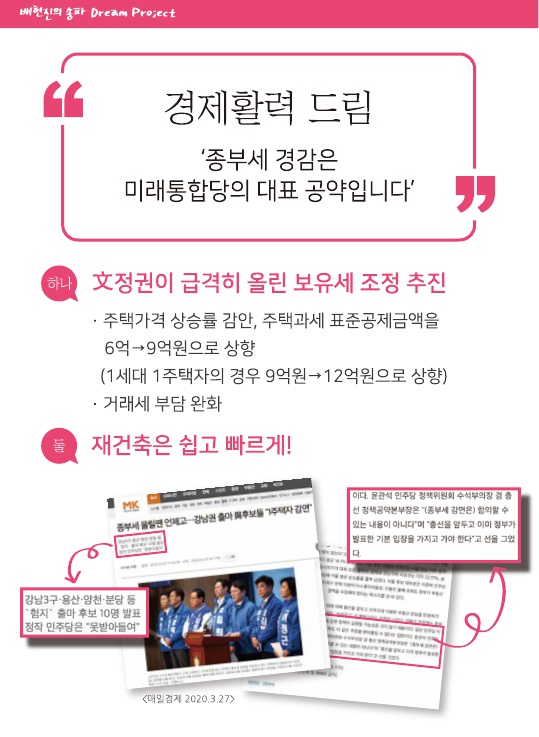 배현진의 송파 Dream Project
경제활력 드림
‘종부세 경감은
미래통합당의 대표 공약입니다’
하나
文정권이 급격히 올린 보유세 조정 추진
· 주택가격 상승률 감안, 주택과세 표준공제금액을
6억→9억원으로 상향
(1세대 1주택자의 경우 9억원→12억원으로 상향)
· 거래세 부담 완화
둘
재건축은 쉽고 빠르게!
MK
종부세 올릴땐 언제고…강남권 출마 與후보들 "1주택자 감면"
강남3구·용산·양천·분당 등
`험지` 출마 후보 10명 발표
정작 민주당은 "못받아들여"
이다. 윤관석 민주당 정책위원회 수석부의장 겸 총
선 정책공약본부장은 "(종부세 감면은) 합의할 수
있는 내용이 아니다"며 "총선을 앞두고 이미 정부가
발표한 기본 입장을 가지고 가야 한다"고 선을 그었
다.
<매일경제 2020.3.27>